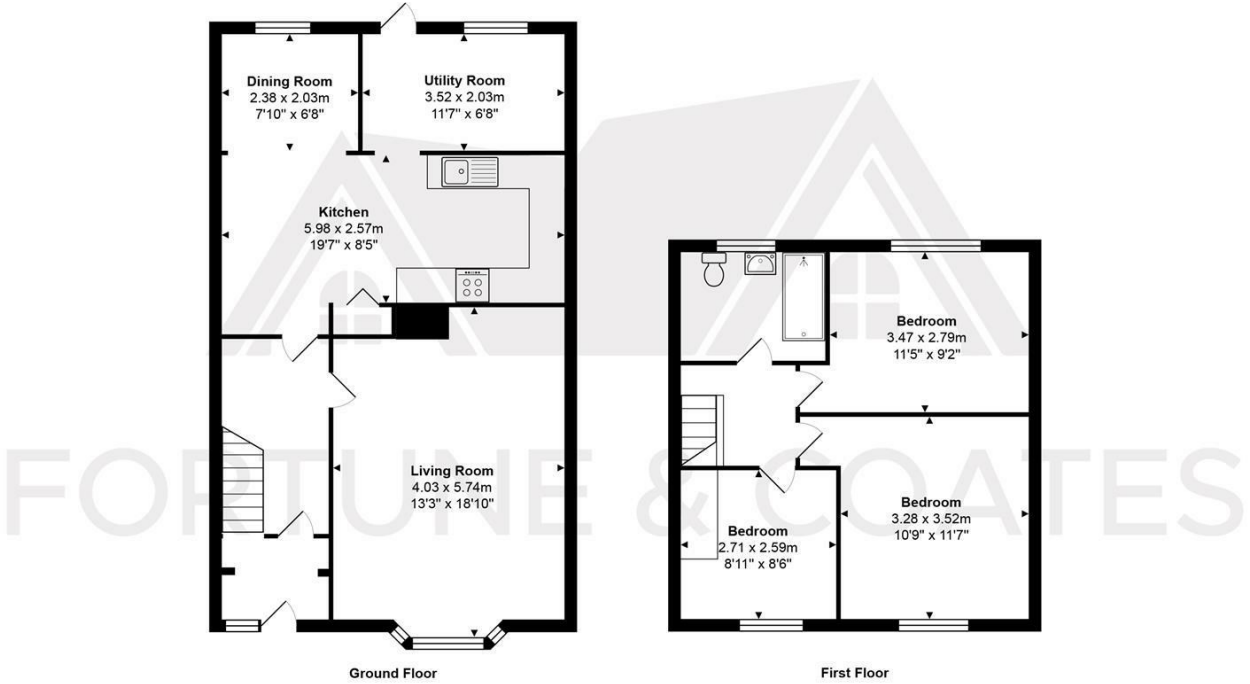 Dining Room
2.38 x 2.03m
7'10" x 6'8"
Utility Room
3.52 x 2.03m
11'7" x 6'8"
Kitchen
5.98 x 2.57m
19'7" x 8'5"
Living Room
4.03 x 5.74m
13'3" x 18'10"
Ground Floor
Bedroom
3.47 x 2.79m
11'5" x 9'2"
Bedroom
3.28 x 3.52m
10'9" x 11'7"
Bedroom
2.71 x 2.59m
8'11" x 8'6"
First Floor
FORTUNE & COATES